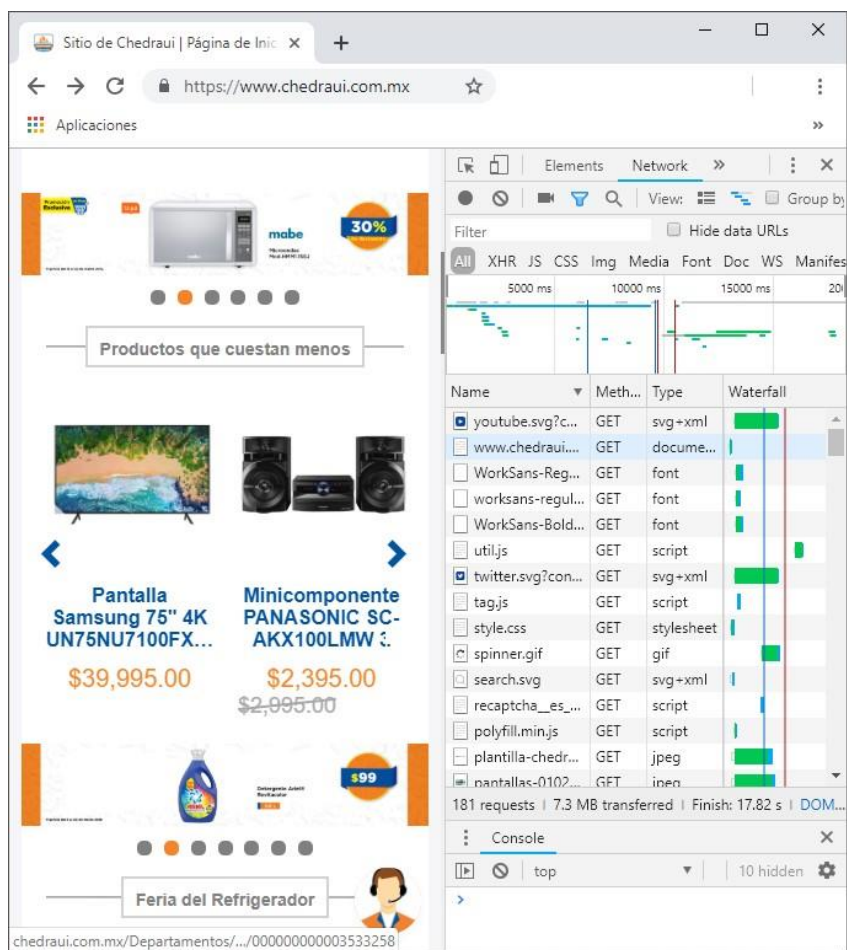 Sitio de Chedraui | Página de Inic
https://www.chedraui.com.mx
Aplicaciones
Promoción
Exclusiva
mabe
30%
Productos que cuestan menos
Pantalla
Samsung 75" 4K
UN75NU7100FX...
$39,995.00
Minicomponente
PANASONIC SC-
AKX100LMW 3.
$2,395.00
$2,995.00
$99
Feria del Refrigerador
chedraui.com.mx/Departamentos/.../000000000003533258
Elements Network »
View: Group by
Filter Hide data URLs
All XHR JS CSS Img Media Font Doc WS Manifes
5000 ms 10000 ms 15000 ms 20
Name Meth... Type Waterfall
youtube.svg?c... GET svg+xml
www.chedraui.... GET docume...
WorkSans-Reg... GET font
worksans-regul... GET font
WorkSans-Bold... GET font
util.js GET script
twitter.svg?con... GET svg+xml
tag.js GET script
style.css GET stylesheet
spinner.gif GET gif
search.svg GET svg+xml
recaptcha__es_... GET script
polyfill.min.js GET script
plantilla-chedr... GET jpeg
pantallas-0102... GET jpeg
181 requests | 7.3 MB transferred | Finish: 17.82 s | DOM...
Console
top 10 hidden